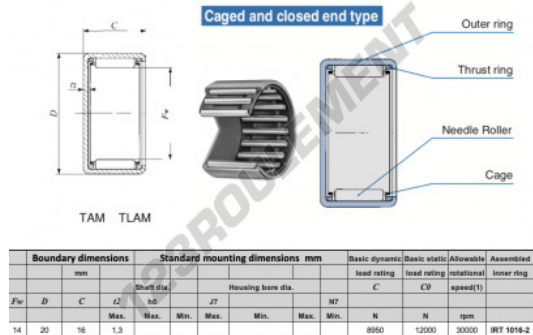 Caged and closed end type
C
t2
D
Fw
TAM TLAM
Outer ring
Thrust ring
Needle Roller
Cage
123ROULEMENT
Boundary dimensions Standard mounting dimensions mm Basic dynamic Basic static Allowable Assembled
mm load rating load rating rotational inner ring
Shaft dia. Housing bore dia. C C0 speed(1)
Fw D C t2 h6 J7 N7
Max. Max. Min. Max. Min. Max. Min. N N rpm
14 20 16 1,3 8950 12000 30000 IRT 1016-2